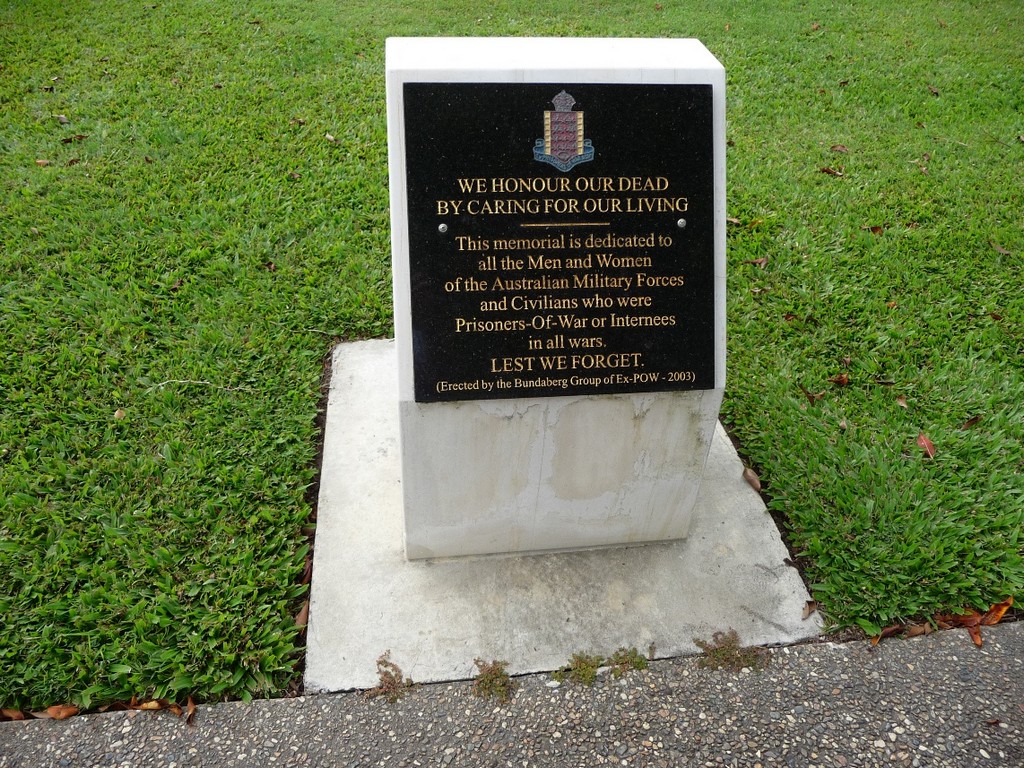 WE HONOUR OUR DEAD
BY CARING FOR OUR LIVING
This memorial is dedicated to
all the Men and Women
of the Australian Military Forces
and Civilians who were
Prisoners-Of-War or Internees
in all wars.
LEST WE FORGET.
(Erected by the Bundaberg Group of Ex-POW - 2003)